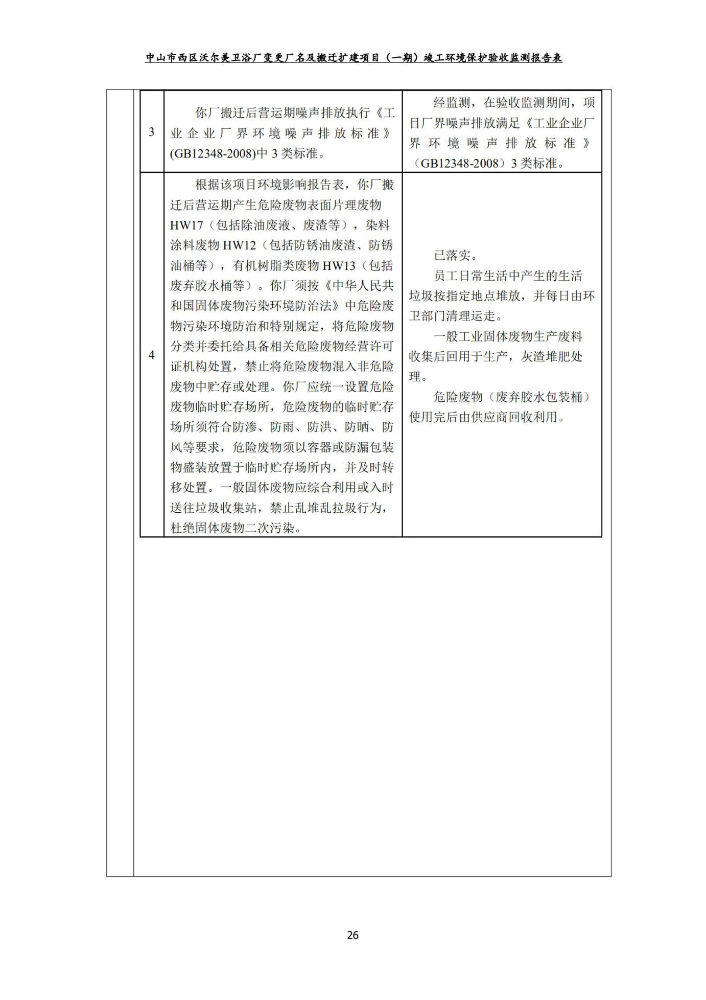 中山市西区沃尔美卫浴厂变更厂名及搬迁扩建项目（一期）竣工环境保护验收监测报告表
3
你厂搬迁后营运期噪声排放执行《工
业企业厂界环境噪声排放标准》
(GB12348-2008)中 3 类标准。
经监测，在验收监测期间，项
目厂界噪声排放满足《工业企业厂
界环境噪声排放标准》
（GB12348-2008）3 类标准。
4
根据该项目环境影响报告表，你厂搬
迁后营运期产生危险废物表面片理废物
HW17（包括除油废液、废渣等），染料
涂料废物 HW12（包括防锈油废渣、防锈
油桶等），有机树脂类废物 HW13（包括
废弃胶水桶等）。你厂须按《中华人民共
和国固体废物污染环境防治法》中危险废
物污染环境防治和特别规定，将危险废物
分类并委托给具备相关危险废物经营许可
证机构处置，禁止将危险废物混入非危险
废物中贮存或处理。你厂应统一设置危险
废物临时贮存场所，危险废物的临时贮存
场所须符合防渗、防雨、防洪、防晒、防
风等要求，危险废物须以容器或防漏包装
物盛装放置于临时贮存场所内，并及时转
移处置。一般固体废物应综合利用或入时
送往垃圾收集站，禁止乱堆乱拉圾行为，
杜绝固体废物二次污染。
已落实。
员工日常生活中产生的生活
垃圾按指定地点堆放，并每日由环
卫部门清理运走。
一般工业固体废物生产废料
收集后回用于生产，灰渣堆肥处
理。
危险废物（废弃胶水包装桶）
使用完后由供应商回收利用。
26